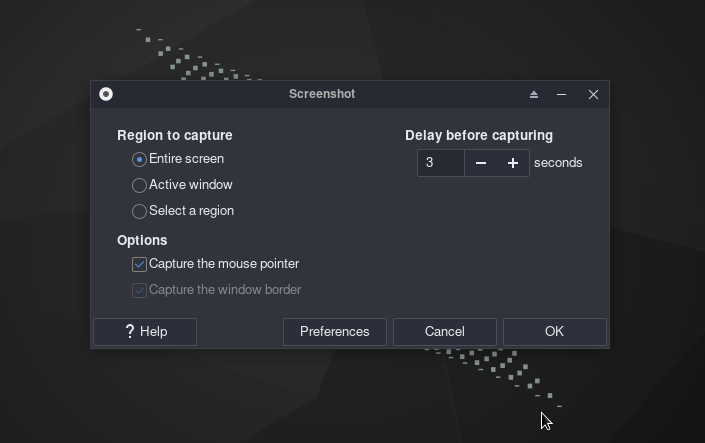 Screenshot
Region to capture
Entire screen
Active window
Select a region
Delay before capturing
3 seconds
Options
Capture the mouse pointer
Capture the window border
? Help
Preferences
Cancel
OK